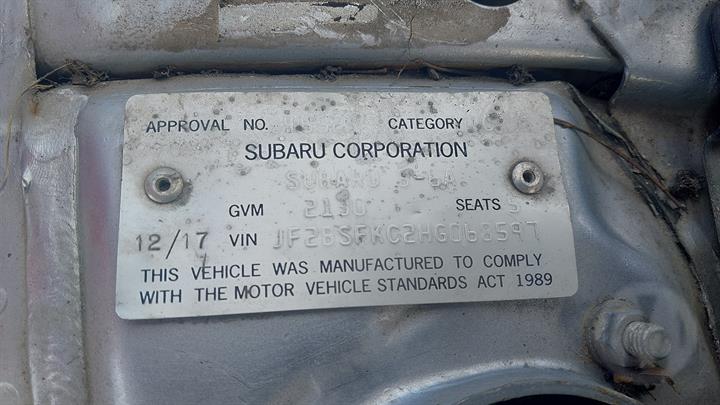 APPROVAL NO. CATEGORY
SUBARU CORPORATION
SUBARU
GVM 2130 SEATS 5
12/17 VIN JF2BSFKC2HG068597
THIS VEHICLE WAS MANUFACTURED TO COMPLY
WITH THE MOTOR VEHICLE STANDARDS ACT 1989